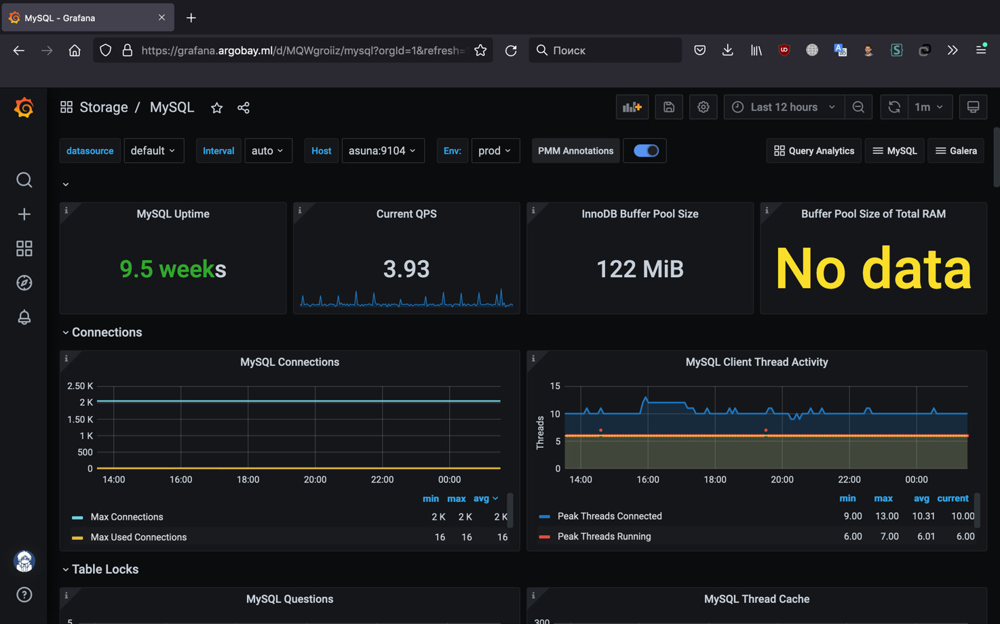 MySQL - Grafana
https://grafana.argobay.ml/d/MQWgroiiz/mysql?orgId=1&refresh=
Поиск
Storage / MySQL
Last 12 hours
1m
datasource default Interval auto Host asuna:9104 Env: prod PMM Annotations
Query Analytics MySQL Galera
MySQL Uptime
9.5 weeks
Current QPS
3.93
InnoDB Buffer Pool Size
122 MiB
Buffer Pool Size of Total RAM
No data
Connections
MySQL Connections
2.50 K
2 K
1.50 K
1 K
500
0
14:00 16:00 18:00 20:00 22:00 00:00
min max avg
Max Connections 2 K 2 K 2 K
Max Used Connections 16 16 16
MySQL Client Thread Activity
Threads
15
10
5
0
14:00 16:00 18:00 20:00 22:00 00:00
min max avg current
Peak Threads Connected 9.00 13.00 10.31 10.00
Peak Threads Running 6.00 7.00 6.01 6.00
Table Locks
MySQL Questions
5
MySQL Thread Cache
300